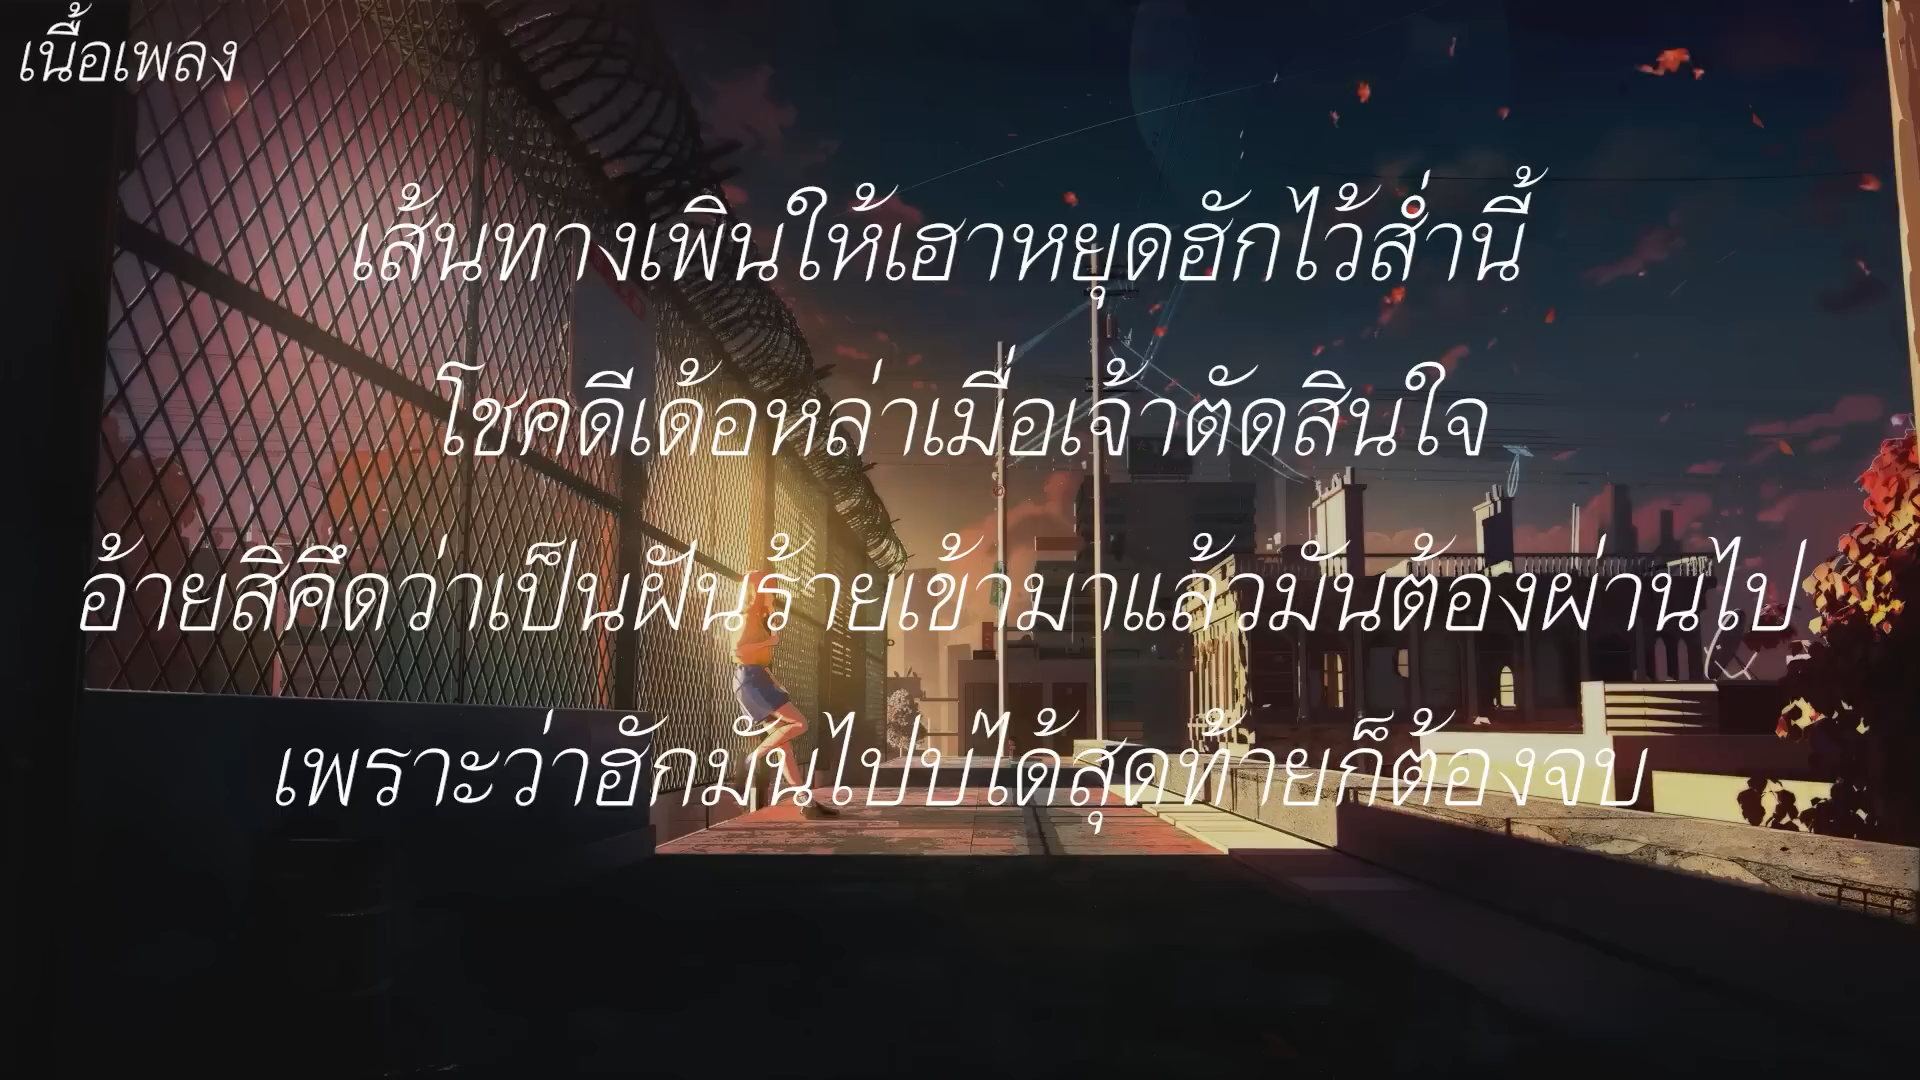 เนื้อเพลง
เส้นทางเพินให้เฮาหยุดฮักไว้ส่ำนี้
โชคดีเด้อหล่าเมื่อเจ้าตัดสินใจ
อ้ายสิคึดว่าเป็นฝันร้ายเข้ามาแล้วมันต้องผ่านไป
เพราะว่าฮักมันไปบ่ได้สุดท้ายก็ต้องจบ